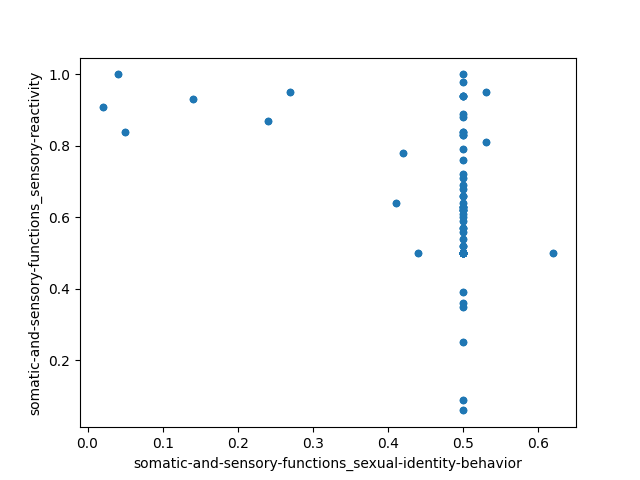 somatic-and-sensory-functions_sensory-reactivity
1.0
0.8
0.6
0.4
0.2
0.0 0.1 0.2 0.3 0.4 0.5 0.6
somatic-and-sensory-functions_sexual-identity-behavior